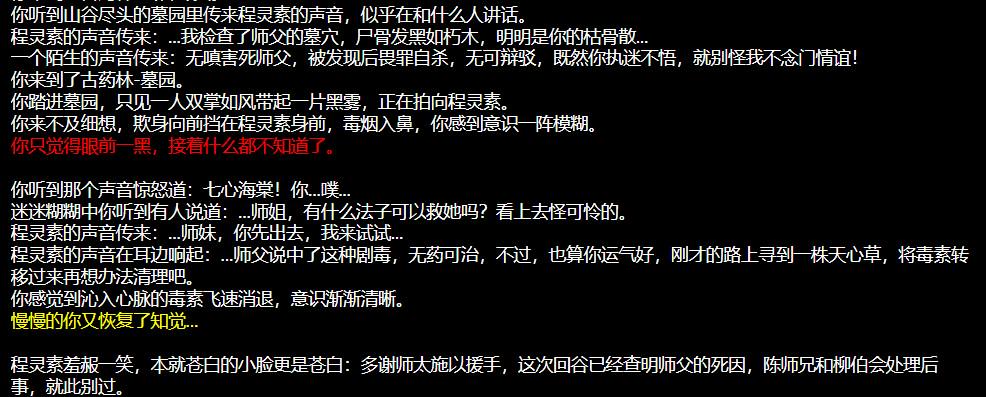 你听到山谷尽头的墓园里传来程灵素的声音，似乎在和什么人讲话。
程灵素的声音传来：...我检查了师父的墓穴，尸骨发黑如朽木，明明是你的枯骨散...
一个陌生的声音传来：无嗔害死师父，被发现后畏罪自杀，无可辩驳，既然你执迷不悟，就别怪我不念门情谊！
你来到了古药林-墓园。
你踏进墓园，只见一人双掌如风带起一片黑雾，正在拍向程灵素。
你来不及细想，欺身向前挡在程灵素身前，毒烟入鼻，你感到意识一阵模糊。
你只觉得眼前一黑，接着什么都不知道了。
你听到那个声音惊怒道：七心海棠！你...噗...
迷迷糊糊中你听到有人说道：...师姐，有什么法子可以救她吗？看上去怪可怜的。
程灵素的声音传来：...师妹，你先出去，我来试试...
程灵素的声音在耳边响起：...师父说中了这种剧毒，无药可治，不过，也算你运气好，刚才的路上寻到一株天心草，将毒素转
移过来再想办法清理吧。
你感觉到沁入心脉的毒素飞速消退，意识渐渐清晰。
慢慢的你又恢复了知觉...
程灵素羞赧一笑，本就苍白的小脸更是苍白：多谢师太施以援手，这次回谷已经查明师父的死因，陈师兄和柳伯会处理后
事，就此别过。